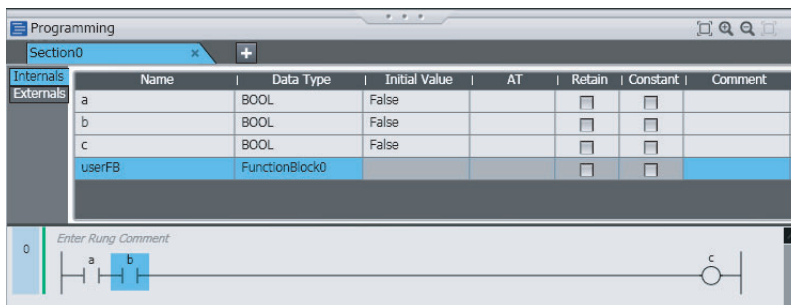 Programming
Section0 × +
Internals
Externals
Name Data Type Initial Value AT Retain Constant Comment
a BOOL False
b BOOL False
c BOOL False
userFB FunctionBlock0
0 Enter Rung Comment
a b c